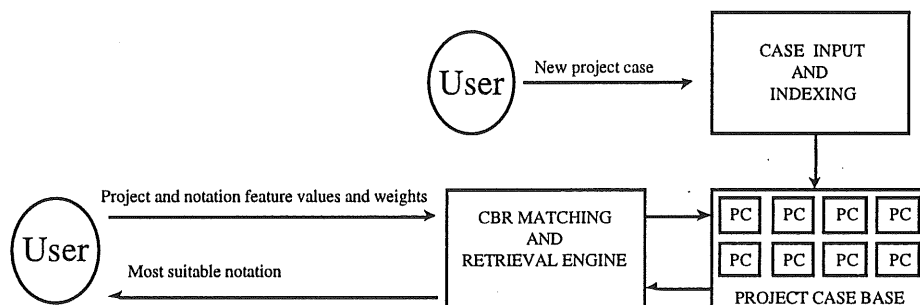 CASE INPUT
AND
INDEXING
User
New project case
User
Project and notation feature values and weights
Most suitable notation
CBR MATCHING
AND
RETRIEVAL ENGINE
PC PC PC PC
PC PC PC PC
PROJECT CASE BASE